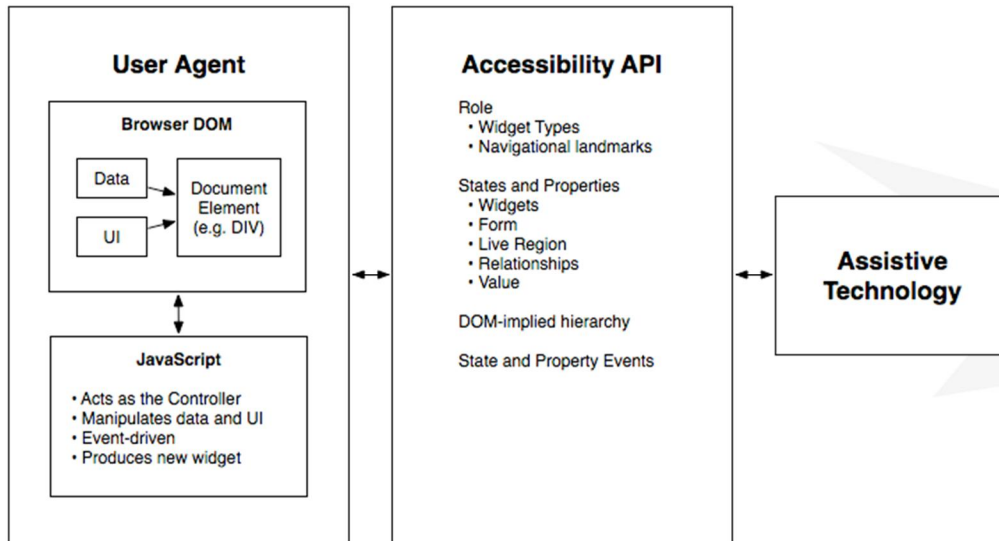 User Agent
Browser DOM
Data
UI
Document
Element
(e.g. DIV)
JavaScript
• Acts as the Controller
• Manipulates data and UI
• Event-driven
• Produces new widget
Accessibility API
Role
• Widget Types
• Navigational landmarks
States and Properties
• Widgets
• Form
• Live Region
• Relationships
• Value
DOM-implied hierarchy
State and Property Events
Assistive
Technology